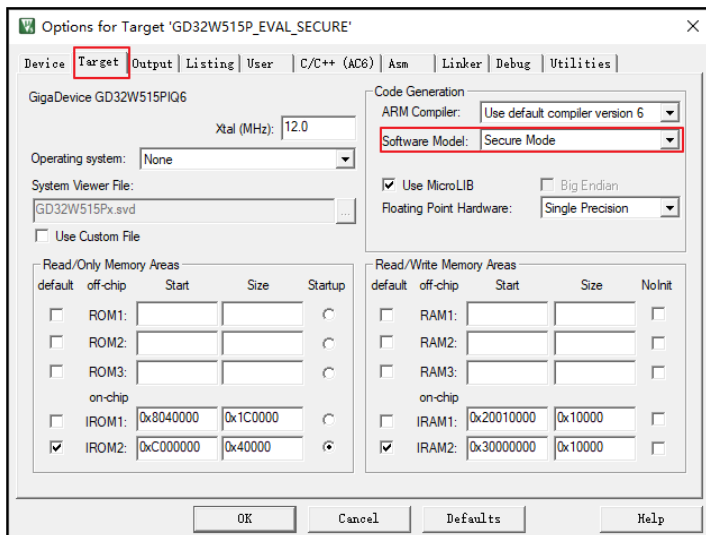 Options for Target 'GD32W515P_EVAL_SECURE'
Device Target Output Listing User C/C++ (AC6) Asm Linker Debug Utilities
GigaDevice GD32W515PIQ6
Xtal (MHz): 12.0
Operating system: None
System Viewer File:
GD32W515Px.svd ...
Use Custom File
Code Generation
ARM Compiler: Use default compiler version 6
Software Model: Secure Mode
Use MicroLIB Big Endian
Floating Point Hardware: Single Precision
Read/Only Memory Areas
default off-chip Start Size Startup
ROM1:
ROM2:
ROM3:
on-chip
IROM1: 0x8040000 0x1C0000
IROM2: 0xC000000 0x40000
Read/Write Memory Areas
default off-chip Start Size NoInit
RAM1:
RAM2:
RAM3:
on-chip
IRAM1: 0x20010000 0x10000
IRAM2: 0x30000000 0x10000
OK Cancel Defaults Help